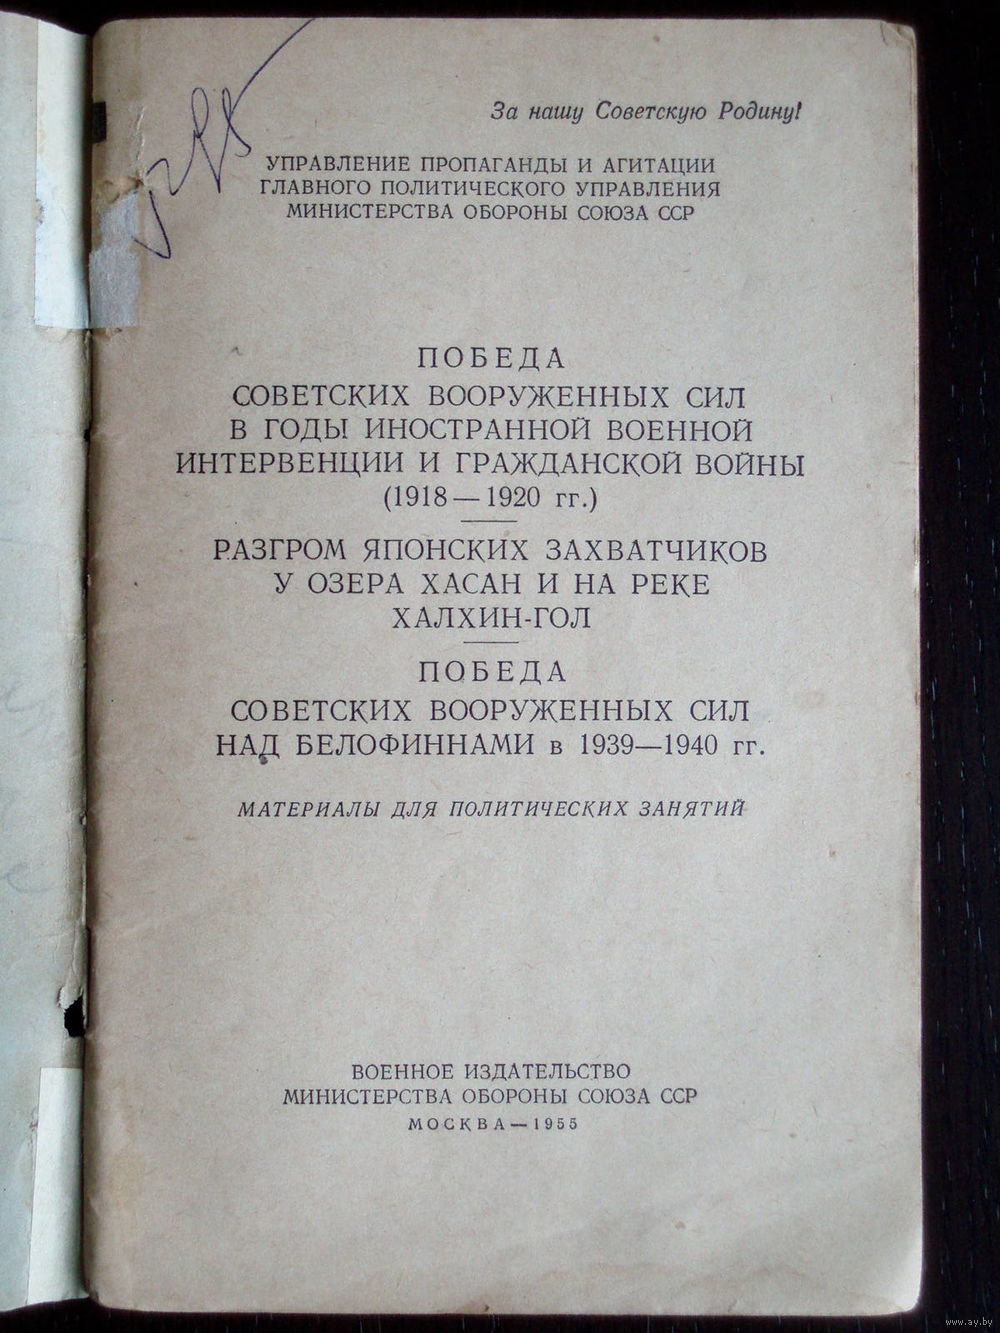 За нашу Советскую Родину!
УПРАВЛЕНИЕ ПРОПАГАНДЫ И АГИТАЦИИ
ГЛАВНОГО ПОЛИТИЧЕСКОГО УПРАВЛЕНИЯ
МИНИСТЕРСТВА ОБОРОНЫ СОЮЗА ССР
ПОБЕДА
СОВЕТСКИХ ВООРУЖЕННЫХ СИЛ
В ГОДЫ ИНОСТРАННОЙ ВОЕННОЙ
ИНТЕРВЕНЦИИ И ГРАЖДАНСКОЙ ВОЙНЫ
(1918—1920 гг.)
РАЗГРОМ ЯПОНСКИХ ЗАХВАТЧИКОВ
У ОЗЕРА ХАСАН И НА РЕКЕ
ХАЛХИН-ГОЛ
ПОБЕДА
СОВЕТСКИХ ВООРУЖЕННЫХ СИЛ
НАД БЕЛОФИННАМИ в 1939—1940 гг.
МАТЕРИАЛЫ ДЛЯ ПОЛИТИЧЕСКИХ ЗАНЯТИЙ
ВОЕННОЕ ИЗДАТЕЛЬСТВО
МИНИСТЕРСТВА ОБОРОНЫ СОЮЗА ССР
МОСКВА—1955
www.ay.by